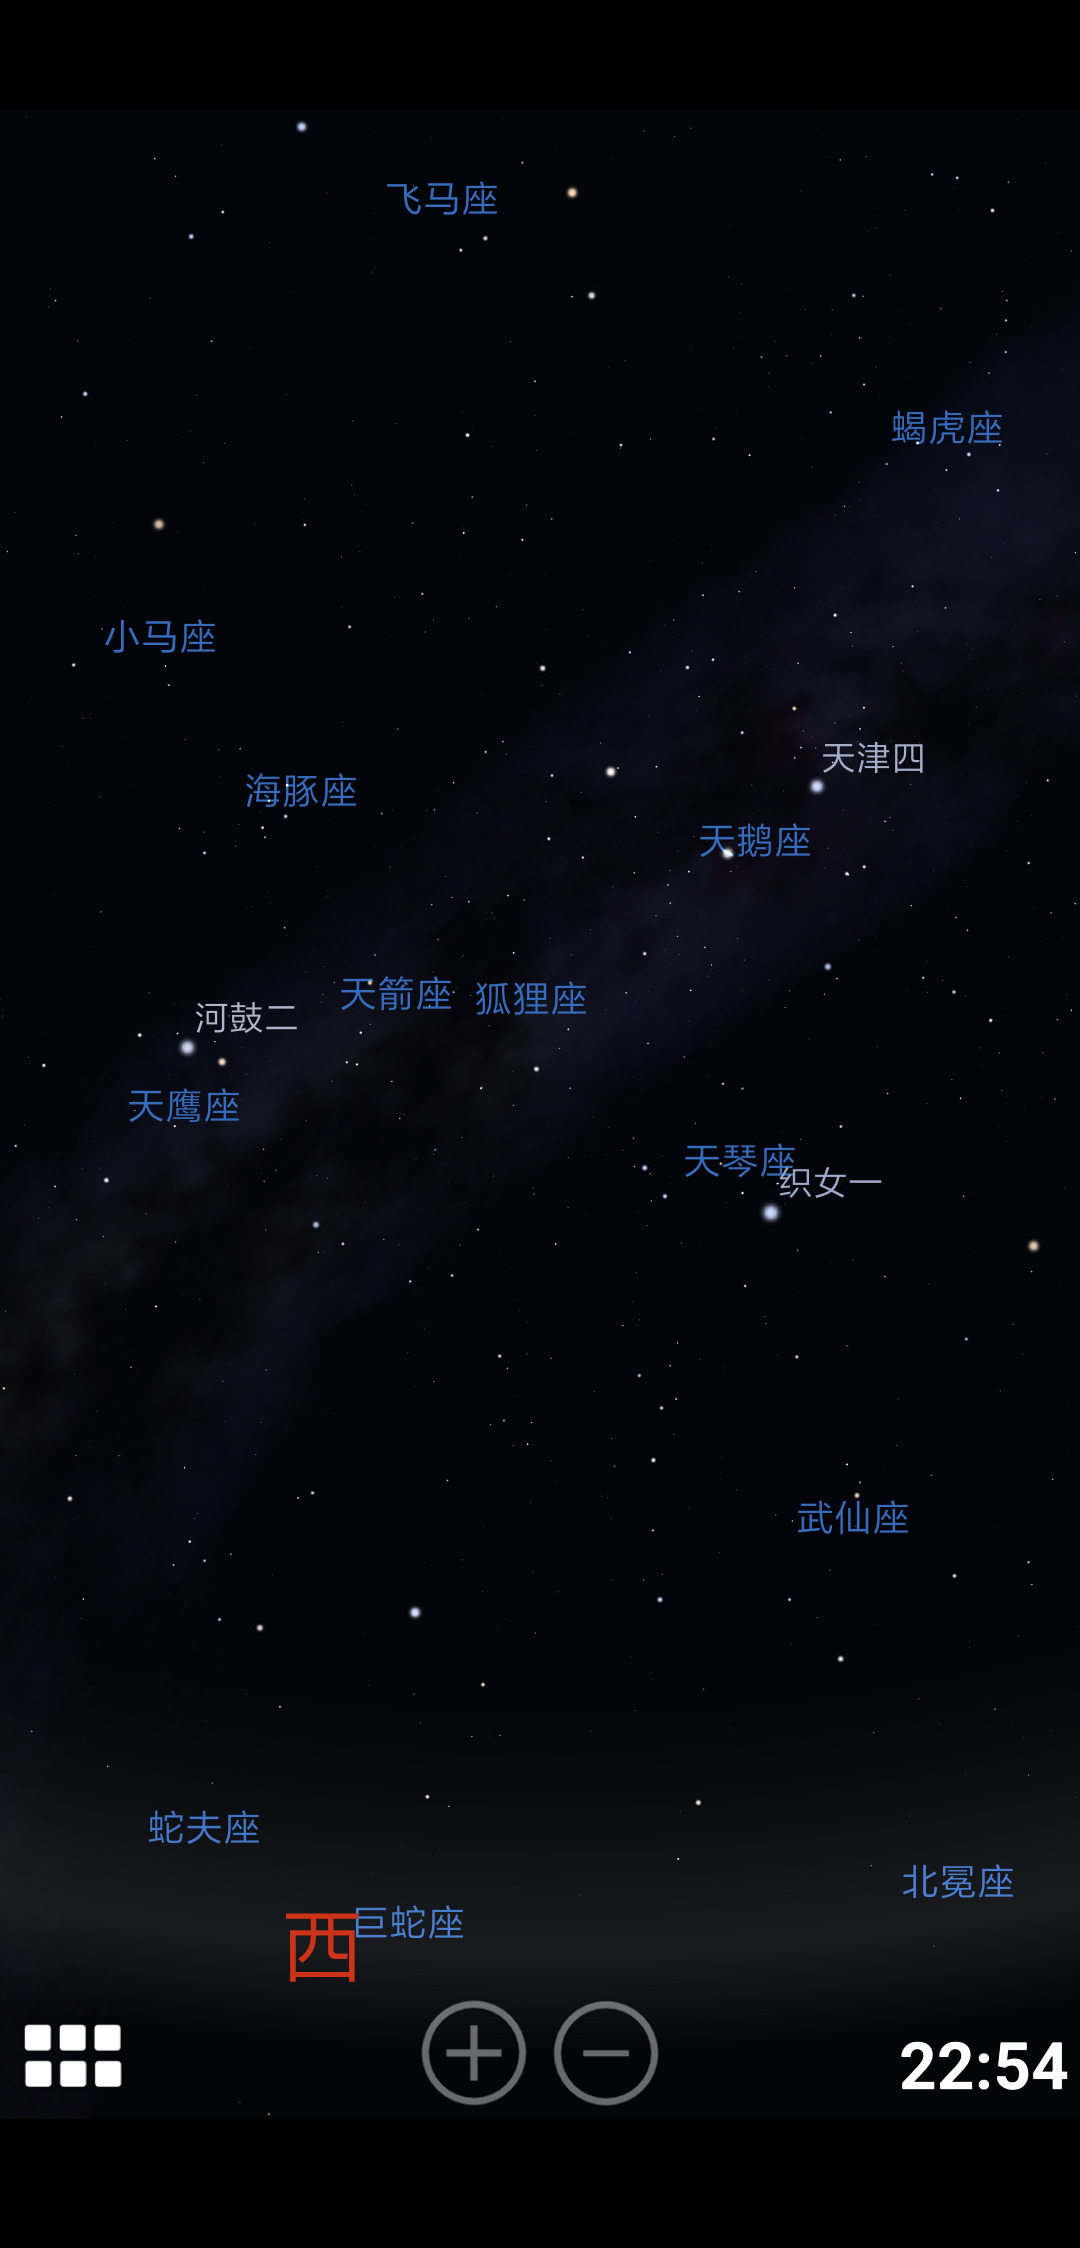 飞马座
蝎虎座
小马座
天津四
海豚座
天鹅座
天箭座
狐狸座
河鼓二
天鹰座
天琴座
织女一
武仙座
蛇夫座
北冕座
巨蛇座
西
22:54